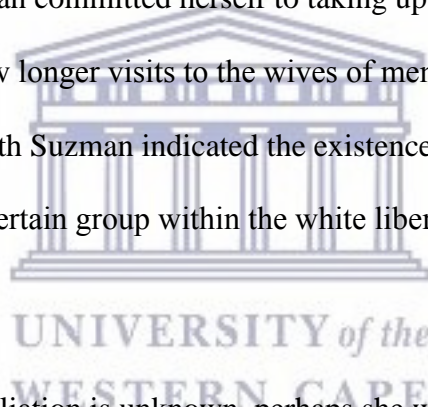 an committed herself to taking up
longer visits to the wives of mem
th Suzman indicated the existence
ertain group within the white liber
UNIVERSITY of the
liation is unknown, perhaps she w
WESTERN CAPE